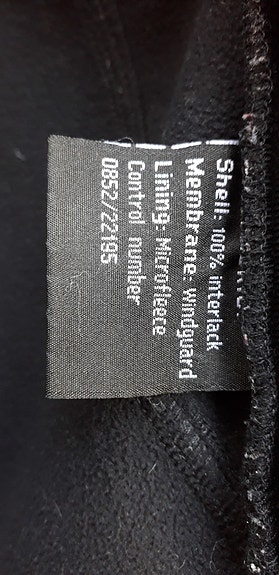 Shell: 100% Interlack
Membrane: Windguard
Lining: Microfleece
Control number
0852/22195